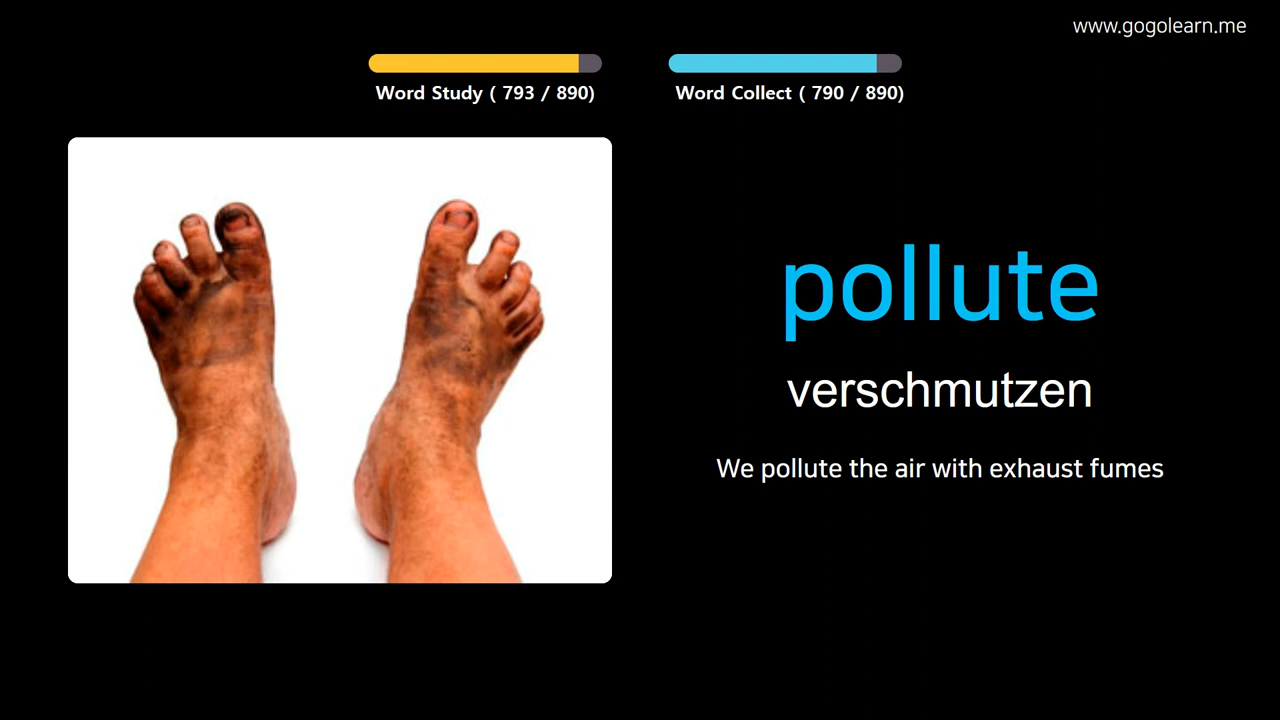 www.gogolearn.me
Word Study ( 793 / 890)
Word Collect ( 790 / 890)
pollute
verschmutzen
We pollute the air with exhaust fumes